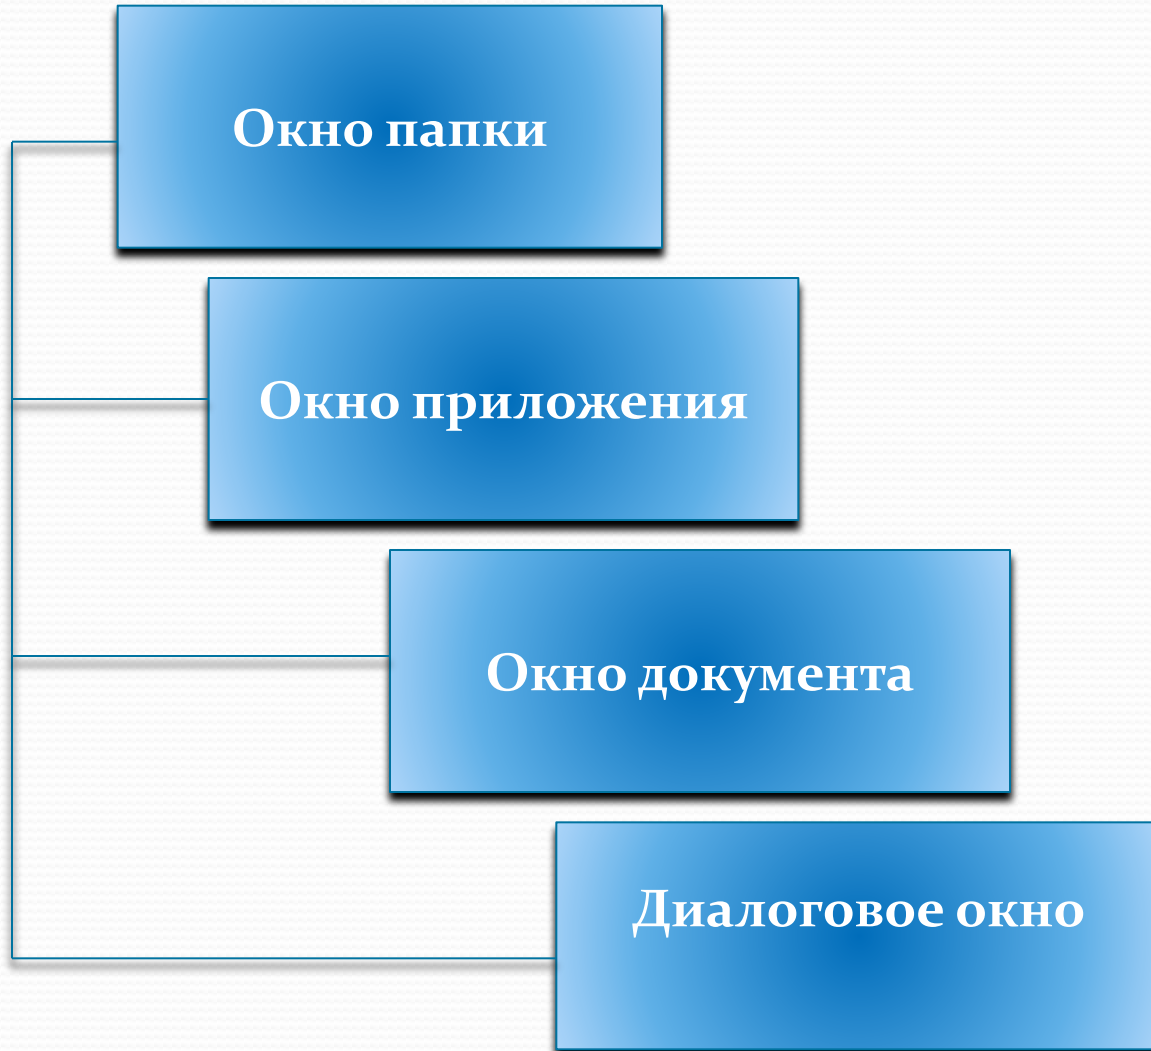 Окно папки
Окно приложения
Окно документа
Диалоговое окно